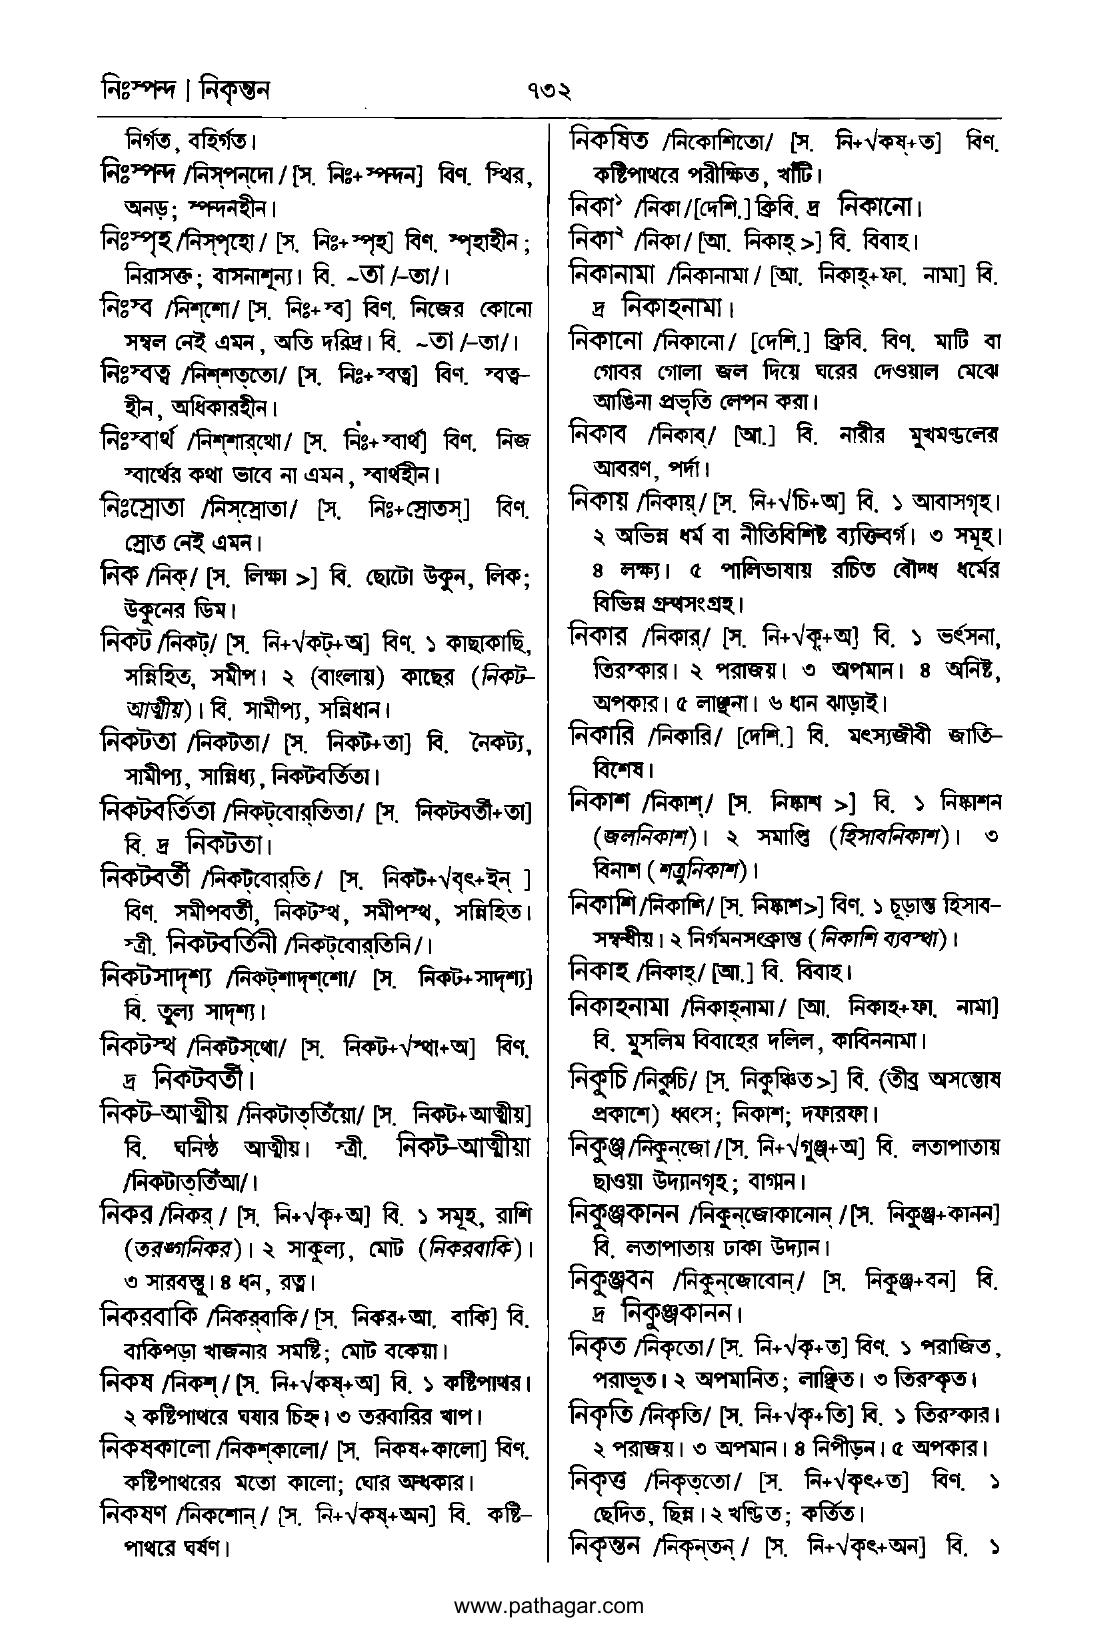 নিঃস্পন্দ | নিকৃন্তন
৭৩২
নির্গত, বহির্গত।
নিঃস্পন্দ /নিস্‌পন্‌দো/ [স. নিঃ+স্পন্দন] বিণ. স্থির,
অনড়; স্পন্দনহীন।
নিঃস্পৃহ /নিস্‌পৃহো/ [স. নিঃ+স্পৃহ] বিণ. স্পৃহাহীন;
নিরাসক্ত; বাসনাশূন্য। বি. ~তা /–তা/।
নিঃস্ব /নিশ্‌শো/ [স. নিঃ+স্ব] বিণ. নিজের কোনো
সম্বল নেই এমন, অতি দরিদ্র। বি. ~তা /–তা/।
নিঃস্বত্ব /নিশ্‌শত্‌তো/ [স. নিঃ+স্বত্ব] বিণ. স্বত্ব–
হীন, অধিকারহীন।
নিঃস্বার্থ /নিশ্‌শার্‌থো/ [স. নিঃ+স্বার্থ] বিণ. নিজ
স্বার্থের কথা ভাবে না এমন, স্বার্থহীন।
নিঃস্রোতা /নিস্‌স্রোতা/ [স. নিঃ+স্রোতস্‌] বিণ.
স্রোত নেই এমন।
নিক /নিক্‌/ [স. লিক্ষা >] বি. ছোটো উকুন, লিক;
উকুনের ডিম।
নিকট /নিকট্‌/ [স. নি+√কট্‌+অ] বিণ. ১ কাছাকাছি,
সন্নিহিত, সমীপ। ২ (বাংলায়) কাছের (নিকট–
আত্মীয়)। বি. সামীপ্য, সন্নিধান।
নিকটতা /নিকটতা/ [স. নিকট+তা] বি. নৈকট্য,
সামীপ্য, সান্নিধ্য, নিকটবর্তিতা।
নিকটবর্তিতা /নিকট্‌বোর্‌তিতা/ [স. নিকটবর্তী+তা]
বি. দ্র নিকটতা।
নিকটবর্তী /নিকট্‌বোর্‌তি/ [স. নিকট+√বৃৎ+ইন্‌ ]
বিণ. সমীপবর্তী, নিকটস্থ, সমীপস্থ, সন্নিহিত।
স্ত্রী. নিকটবর্তিনী /নিকট্‌বোর্‌তিনি/।
নিকটসাদৃশ্য /নিকট্‌শাদৃশ্‌শো/ [স. নিকট+সাদৃশ্য]
বি. তুল্য সাদৃশ্য।
নিকটস্থ /নিকটস্‌থো/ [স. নিকট+√স্থা+অ] বিণ.
দ্র নিকটবর্তী।
নিকট–আত্মীয় /নিকটাত্‌তিঁয়ো/ [স. নিকট+আত্মীয়]
বি. ঘনিষ্ঠ আত্মীয়। স্ত্রী. নিকট–আত্মীয়া
/নিকটাত্‌তিঁআ/।
নিকর /নিকর্‌/ [স. নি+√কৃ+অ] বি. ১ সমূহ, রাশি
(তরঙ্গনিকর)। ২ সাকুল্য, মোট (নিকরবাকি)।
৩ সারবস্তু। ৪ ধন, রত্ন।
নিকরবাকি /নিকর্‌বাকি/ [স. নিকর+আ. বাকি] বি.
বাকিপড়া খাজনার সমষ্টি; মোট বকেয়া।
নিকষ /নিকশ্‌/ [স. নি+√কষ্‌+অ] বি. ১ কষ্টিপাথর।
২ কষ্টিপাথরে ঘষার চিহ্ন। ৩ তরবারির খাপ।
নিকষকালো /নিকশ্‌কালো/ [স. নিকষ+কালো] বিণ.
কষ্টিপাথরের মতো কালো; ঘোর অন্ধকার।
নিকষণ /নিকশোন্‌/ [স. নি+√কষ্‌+অন] বি. কষ্টি–
পাথরে ঘর্ষণ।
নিকষিত /নিকোশিতো/ [স. নি+√কষ্‌+ত] বিণ.
কষ্টিপাথরে পরীক্ষিত, খাঁটি।
নিকা১ /নিকা/ [দেশি.] ক্রিবি. দ্র নিকানো।
নিকা২ /নিকা/ [আ. নিকাহ্‌ >] বি. বিবাহ।
নিকানামা /নিকানামা/ [আ. নিকাহ্‌+ফা. নামা] বি.
দ্র নিকাহনামা।
নিকানো /নিকানো/ [দেশি.] ক্রিবি. বিণ. মাটি বা
গোবর গোলা জল দিয়ে ঘরের দেওয়াল মেঝে
আঙিনা প্রভৃতি লেপন করা।
নিকাব /নিকাব্‌/ [আ.] বি. নারীর মুখমণ্ডলের
আবরণ, পর্দা।
নিকায় /নিকায়্‌/ [স. নি+√চি+অ] বি. ১ আবাসগৃহ।
২ অভিন্ন ধর্ম বা নীতিবিশিষ্ট ব্যক্তিবর্গ। ৩ সমূহ।
৪ লক্ষ্য। ৫ পালিভাষায় রচিত বৌদ্ধ ধর্মের
বিভিন্ন গ্রন্থসংগ্রহ।
নিকার /নিকার্‌/ [স. নি+√কৃ+অ] বি. ১ ভর্ৎসনা,
তিরস্কার। ২ পরাজয়। ৩ অপমান। ৪ অনিষ্ট,
অপকার। ৫ লাঞ্ছনা। ৬ ধান ঝাড়াই।
নিকারি /নিকারি/ [দেশি.] বি. মৎস্যজীবী জাতি–
বিশেষ।
নিকাশ /নিকাশ্‌/ [স. নিষ্কাশ >] বি. ১ নিষ্কাশন
(জলনিকাশ)। ২ সমাপ্তি (হিসাবনিকাশ)। ৩
বিনাশ (শত্রুনিকাশ)।
নিকাশি /নিকাশি/ [স. নিষ্কাশ>] বিণ. ১ চূড়ান্ত হিসাব–
সম্বন্ধীয়। ২ নির্গমনসংক্রান্ত (নিকাশি ব্যবস্থা)।
নিকাহ /নিকাহ্‌/ [আ.] বি. বিবাহ।
নিকাহনামা /নিকাহ্‌নামা/ [আ. নিকাহ+ফা. নামা]
বি. মুসলিম বিবাহের দলিল, কাবিননামা।
নিকুচি /নিকুচি/ [স. নিকুঞ্চিত>] বি. (তীব্র অসন্তোষ
প্রকাশে) ধ্বংস; নিকাশ; দফারফা।
নিকুঞ্জ /নিকুন্‌জো/ [স. নি+√গুঞ্জ্‌+অ] বি. লতাপাতায়
ছাওয়া উদ্যানগৃহ; বাগান।
নিকুঞ্জকানন /নিকুন্‌জোকানোন্‌ / [স. নিকুঞ্জ+কানন]
বি. লতাপাতায় ঢাকা উদ্যান।
নিকুঞ্জবন /নিকুন্‌জোবোন্‌/ [স. নিকুঞ্জ+বন] বি.
দ্র নিকুঞ্জকানন।
নিকৃত /নিকৃতো/ [স. নি+√কৃ+ত] বিণ. ১ পরাজিত,
পরাভূত। ২ অপমানিত; লাঞ্ছিত। ৩ তিরস্কৃত।
নিকৃতি /নিকৃতি/ [স. নি+√কৃ+তি] বি. ১ তিরস্কার।
২ পরাজয়। ৩ অপমান। ৪ নিপীড়ন। ৫ অপকার।
নিকৃত্ত /নিকৃত্‌তো/ [স. নি+√কৃৎ+ত] বিণ. ১
ছেদিত, ছিন্ন। ২ খণ্ডিত; কর্তিত।
নিকৃন্তন /নিকৃন্‌তন্‌ / [স. নি+√কৃৎ+অন] বি. ১
www.pathagar.com